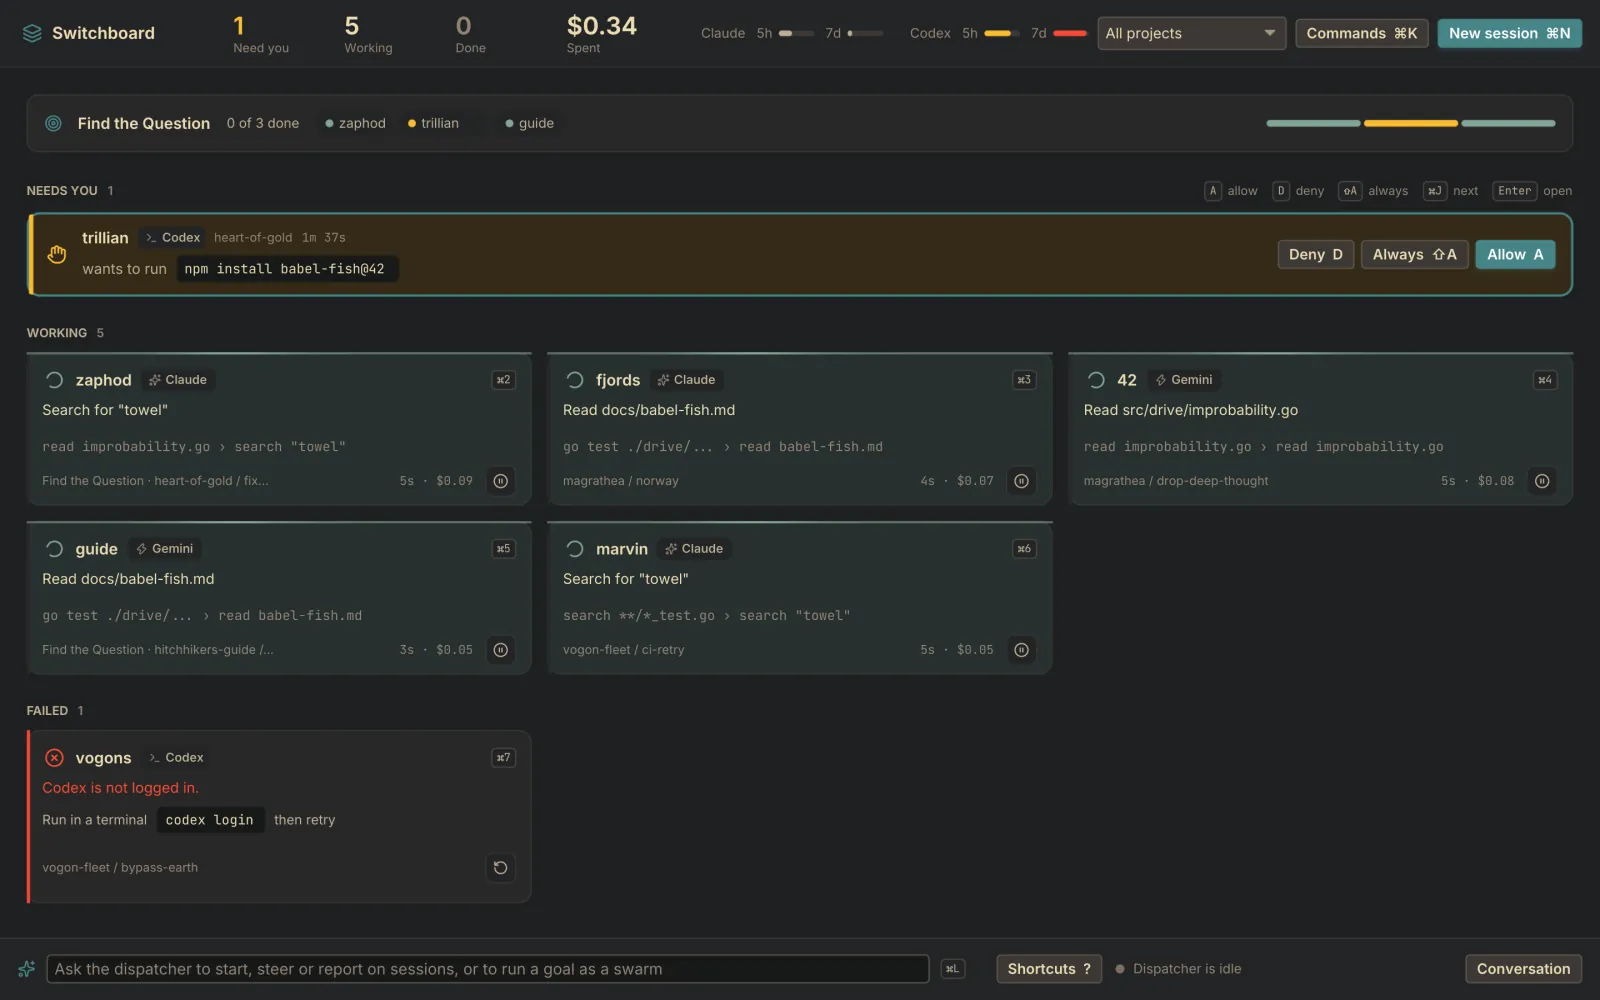 Switchboard
1 Need you
5 Working
0 Done
$0.34 Spent
Claude 5h 7d Codex 5h 7d
All projects
Commands ⌘K
New session ⌘N
Find the Question 0 of 3 done zaphod trillian guide
NEEDS YOU 1
A allow D deny ⇧A always ⌘J next Enter open
trillian Codex heart-of-gold 1m 37s
wants to run npm install babel-fish@42
Deny D Always ⇧A Allow A
WORKING 5
zaphod Claude ⌘2
Search for "towel"
read improbability.go › search "towel"
Find the Question · heart-of-gold / fix... 5s · $0.09
fjords Claude ⌘3
Read docs/babel-fish.md
go test ./drive/... › read babel-fish.md
magrathea / norway 4s · $0.07
42 Gemini ⌘4
Read src/drive/improbability.go
read improbability.go › read improbability.go
magrathea / drop-deep-thought 5s · $0.08
guide Gemini ⌘5
Read docs/babel-fish.md
go test ./drive/... › read babel-fish.md
Find the Question · hitchhikers-guide /... 3s · $0.05
marvin Claude ⌘6
Search for "towel"
search **/*_test.go › search "towel"
vogon-fleet / ci-retry 5s · $0.05
FAILED 1
vogons Codex ⌘7
Codex is not logged in.
Run in a terminal codex login then retry
vogon-fleet / bypass-earth
Ask the dispatcher to start, steer or report on sessions, or to run a goal as a swarm ⌘L
Shortcuts ?
Dispatcher is idle
Conversation